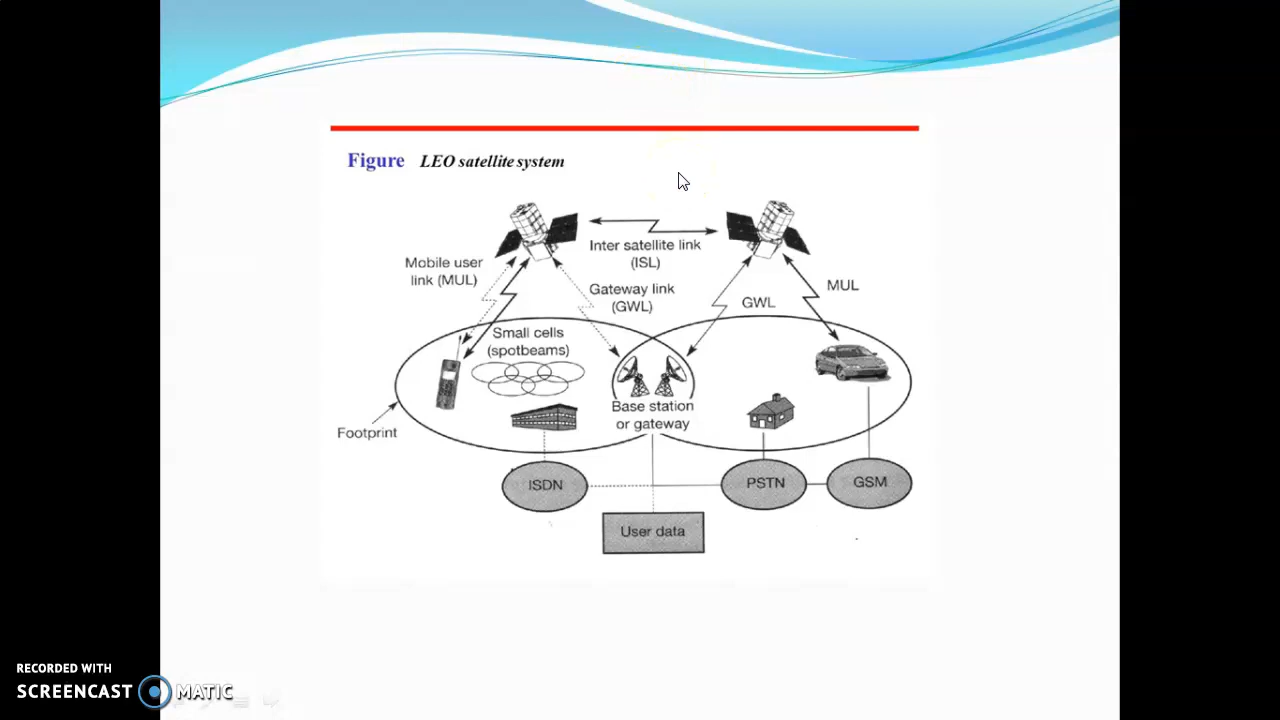 Figure LEO satellite system
Inter satellite link
(ISL)
Mobile user
link (MUL)
Gateway link
(GWL)
GWL
MUL
Small cells
(spotbeams)
Base station
or gateway
Footprint
ISDN
PSTN
GSM
User data
RECORDED WITH
SCREENCAST MATIC